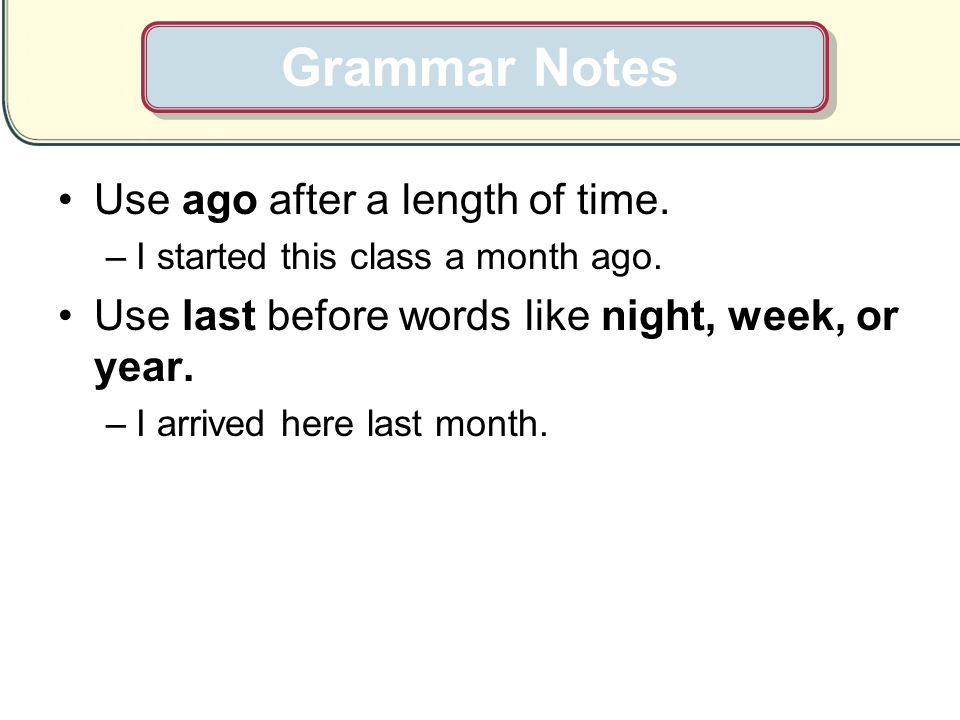 Grammar Notes
• Use ago after a length of time.
– I started this class a month ago.
• Use last before words like night, week, or
year.
– I arrived here last month.